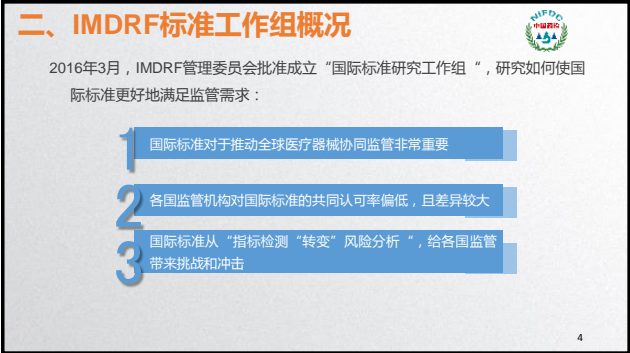 二、IMDRF标准工作组概况
NIFDC
中国药检
2016年3月，IMDRF管理委员会批准成立“国际标准研究工作组“，研究如何使国
际标准更好地满足监管需求：
1 国际标准对于推动全球医疗器械协同监管非常重要
2 各国监管机构对国际标准的共同认可率偏低，且差异较大
3 国际标准从“指标检测“转变”风险分析“，给各国监管
带来挑战和冲击
4